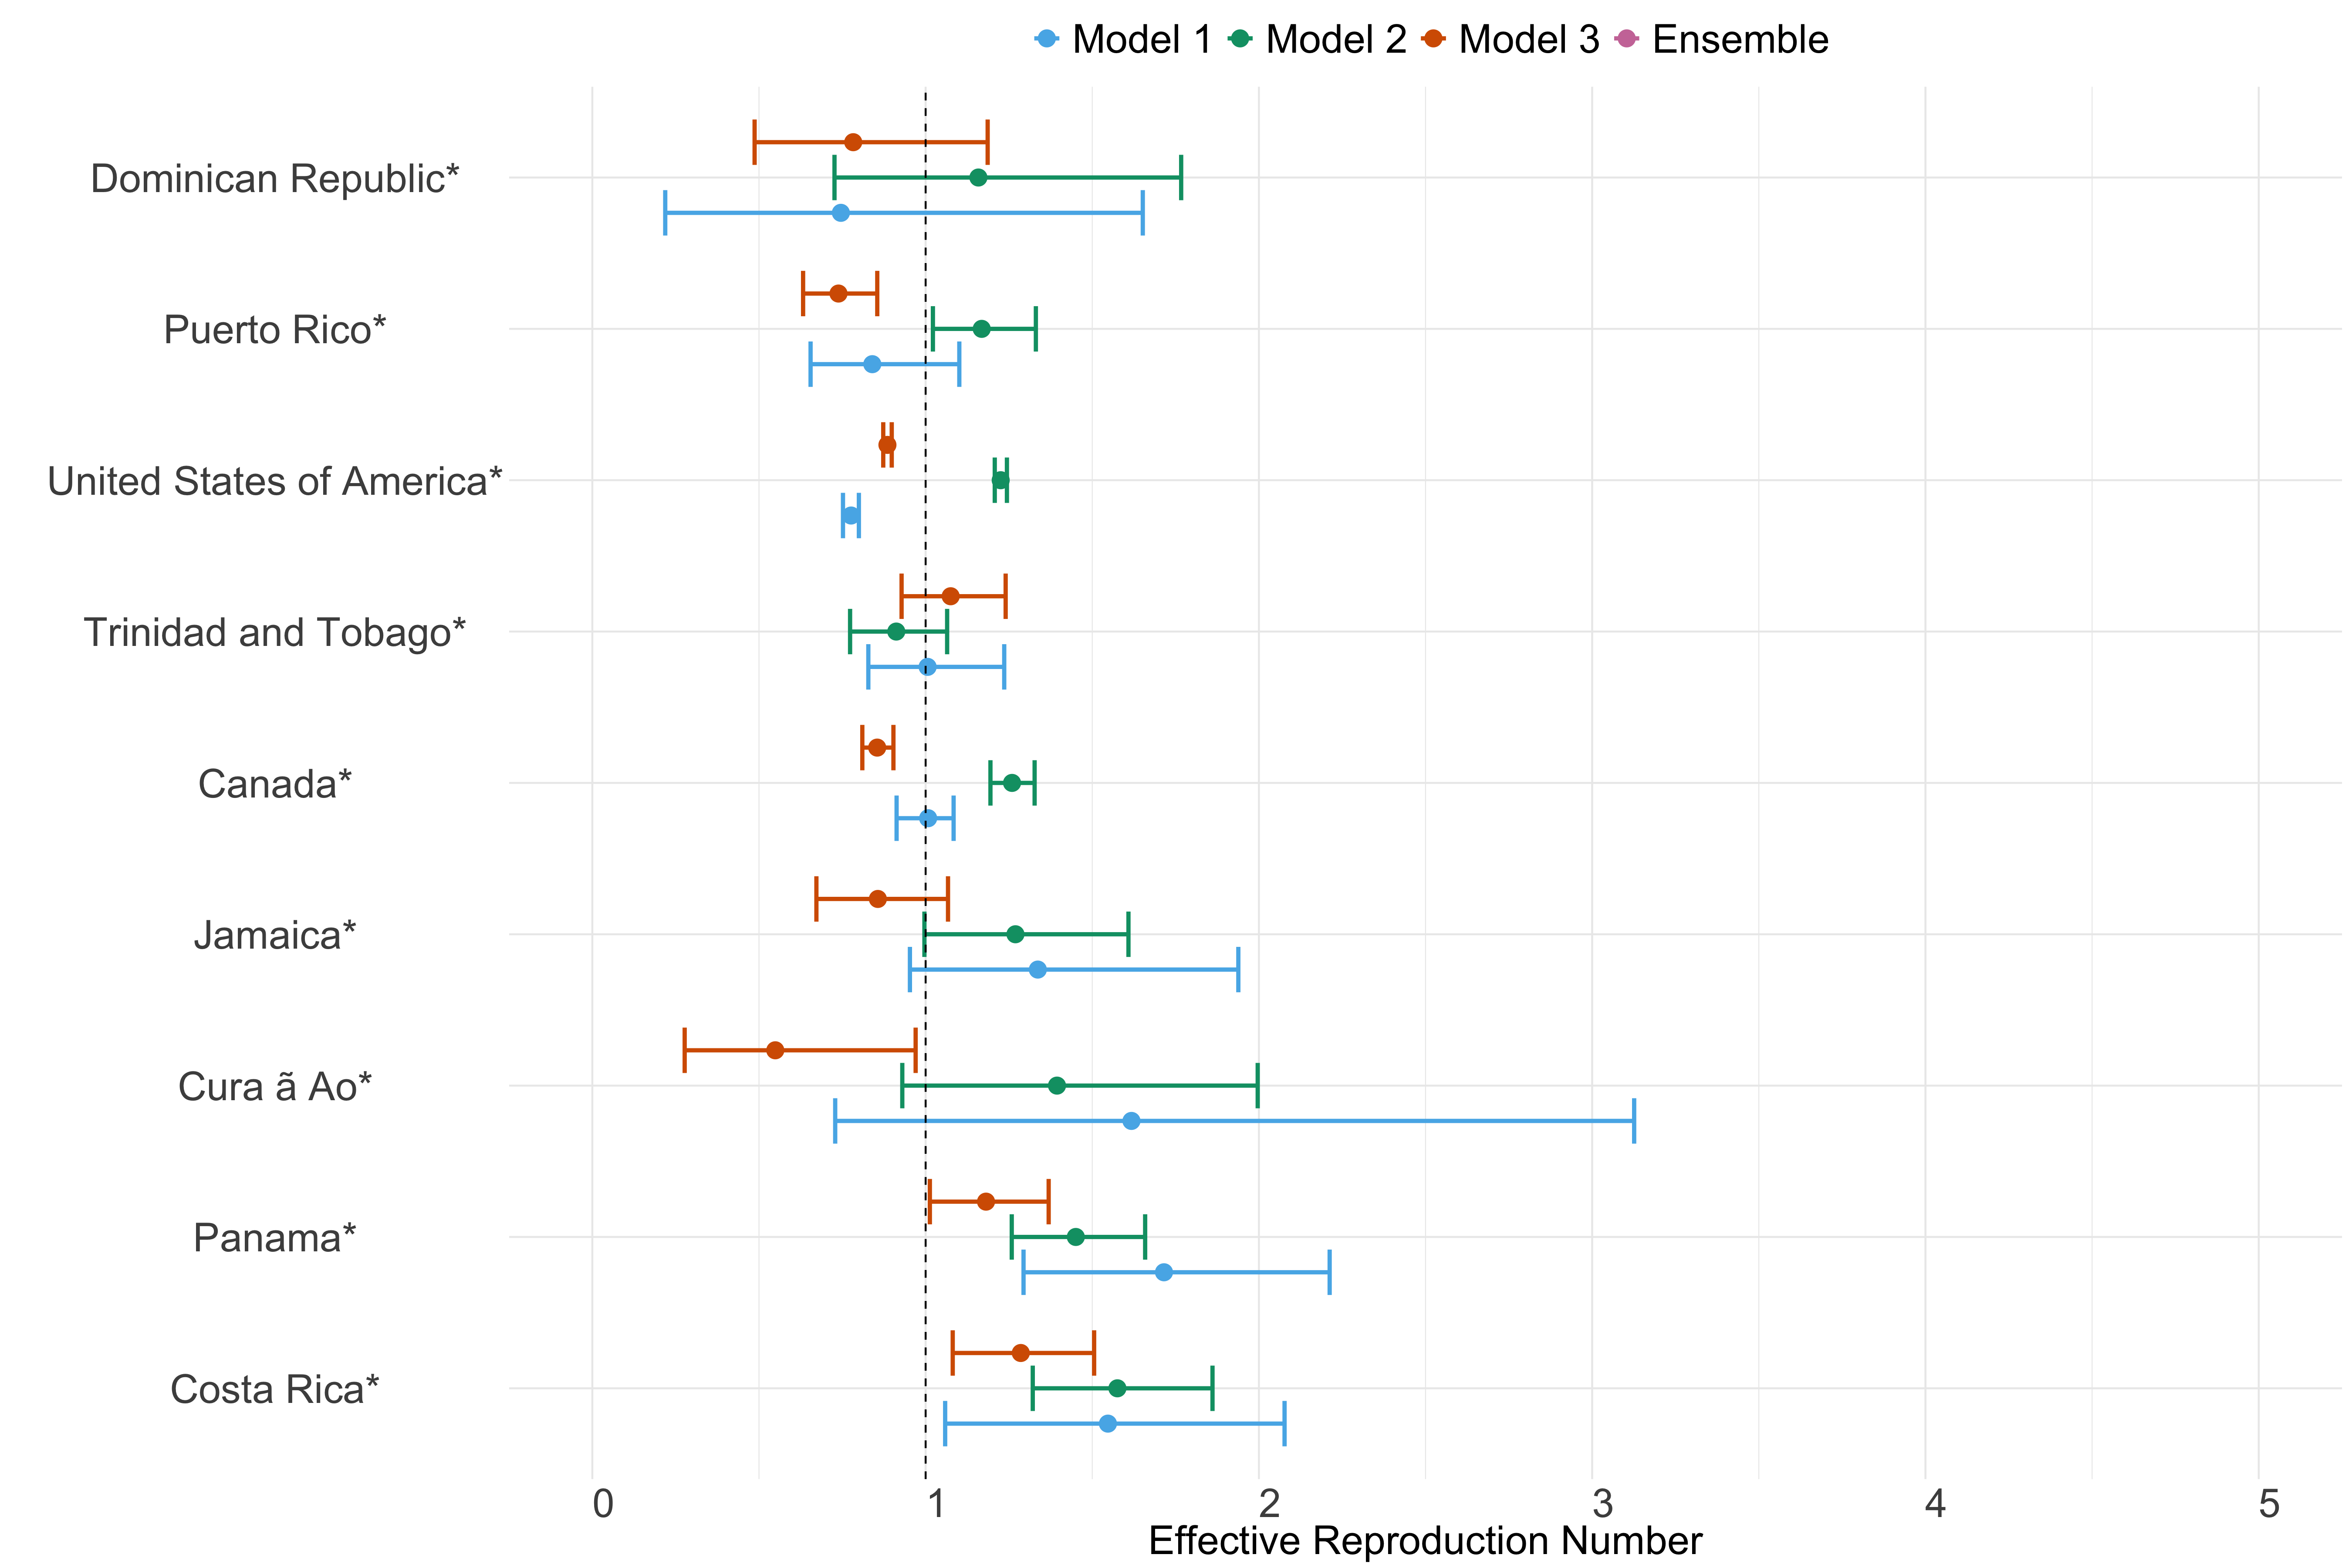 Model 1 Model 2 Model 3 Ensemble
Dominican Republic*
Puerto Rico*
United States of America*
Trinidad and Tobago*
Canada*
Jamaica*
Cura ã Ao*
Panama*
Costa Rica*
0 1 2 3 4 5
Effective Reproduction Number